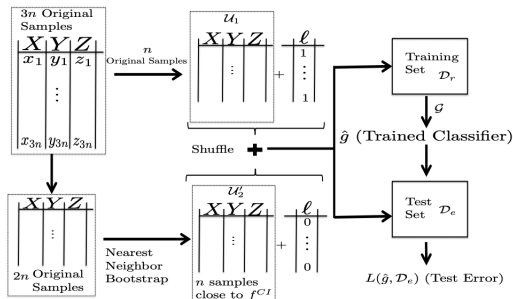 3n Original
Samples
X Y Z
x₁ y₁ z₁
⋮
x₃ₙ y₃ₙ z₃ₙ
n
Original Samples
𝒰₁
X Y Z
...
+
ℓ
1
⋮
1
Shuffle
+
Training
Set 𝒟ᵣ
𝒢
ĝ (Trained Classifier)
Test
Set 𝒟ₑ
L(ĝ, 𝒟ₑ) (Test Error)
X Y Z
...
2n Original
Samples
Nearest
Neighbor
Bootstrap
𝒰₂′
X Y Z
...
+
ℓ
0
⋮
0
n samples
close to f^{CI}